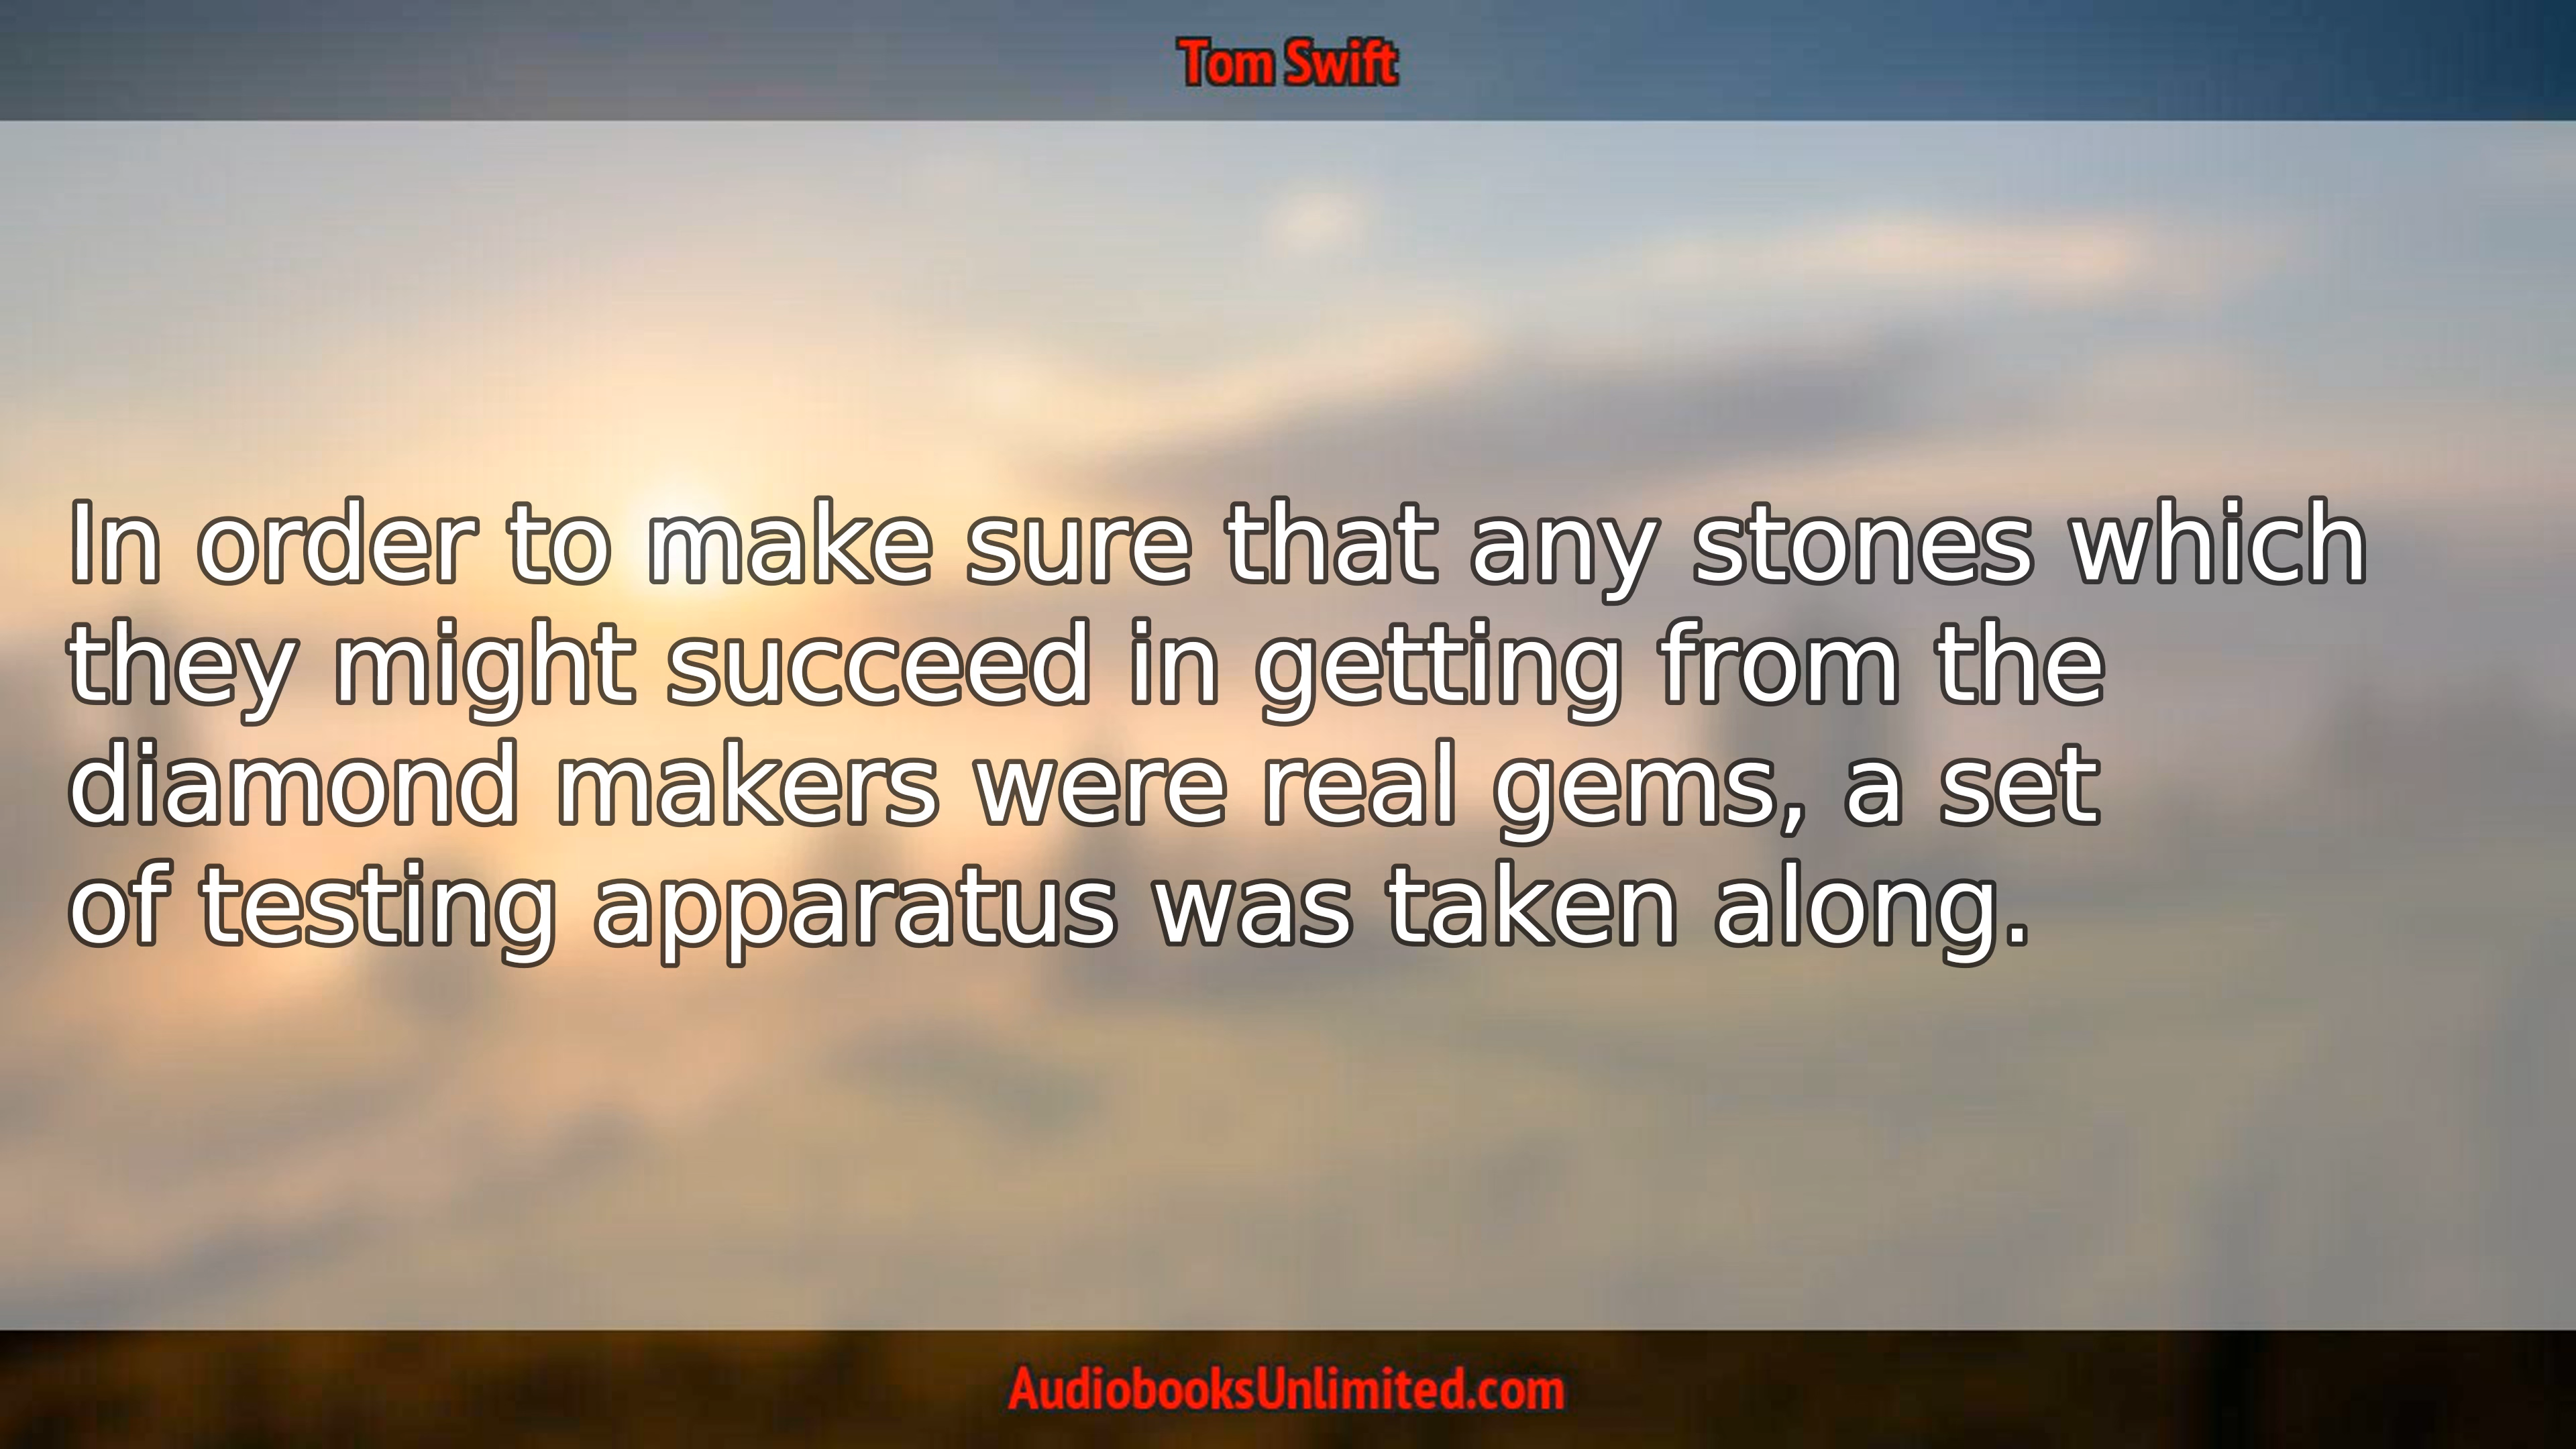 Tom Swift
In order to make sure that any stones which
they might succeed in getting from the
diamond makers were real gems, a set
of testing apparatus was taken along.
AudiobooksUnlimited.com